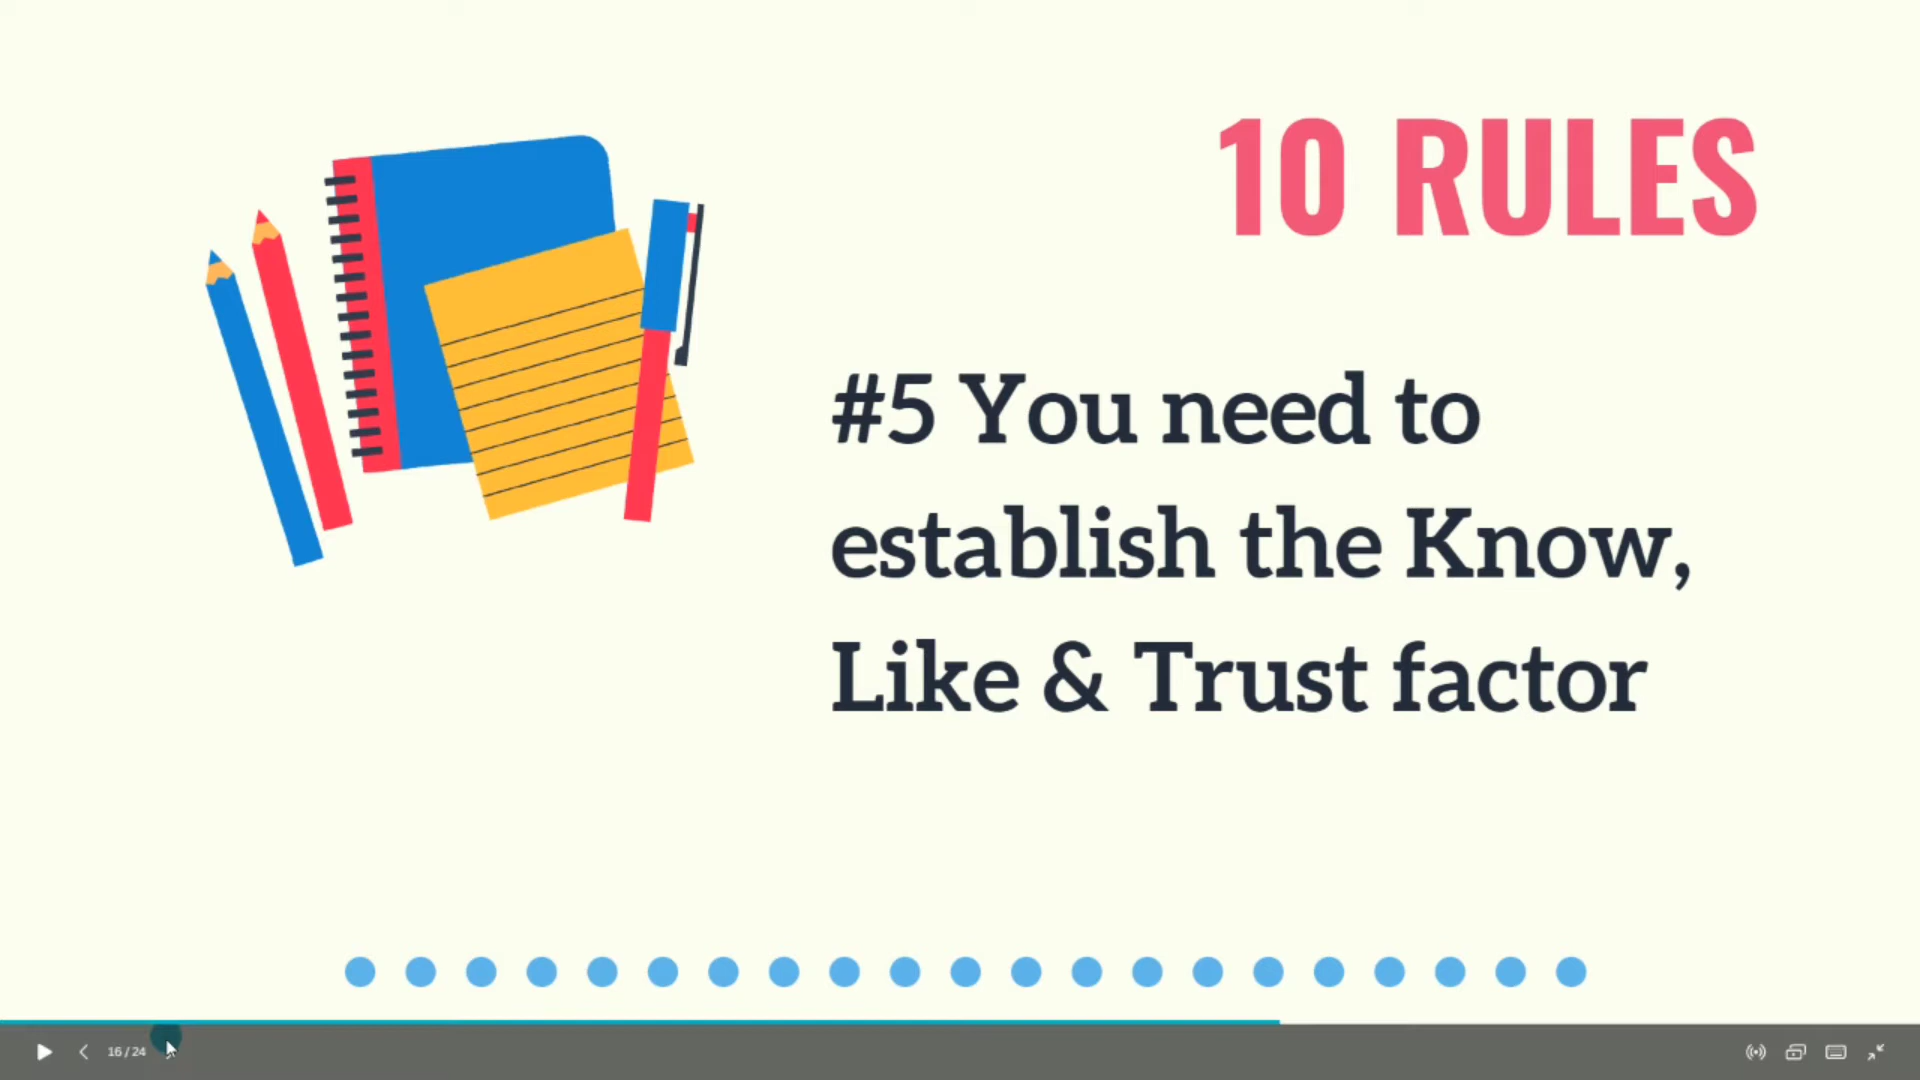 10 RULES
#5 You need to
establish the Know,
Like & Trust factor
16 / 24